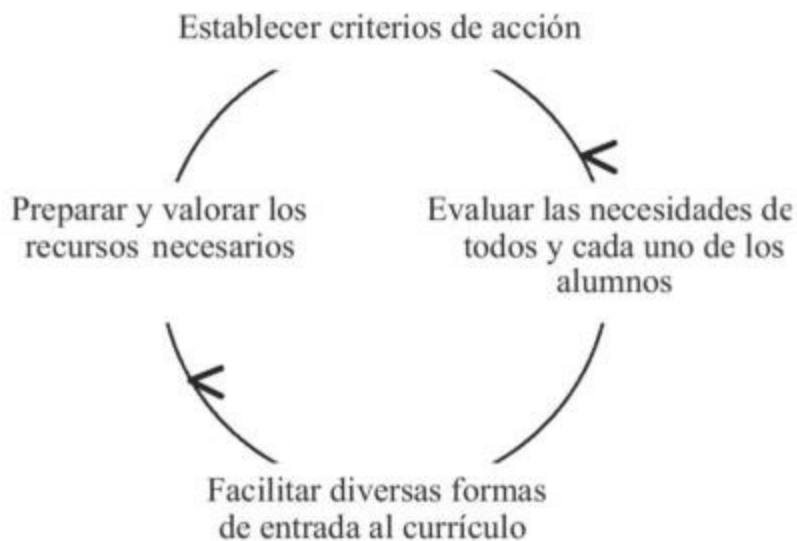 Establecer criterios de acción
Preparar y valorar los
recursos necesarios
Evaluar las necesidades de
todos y cada uno de los
alumnos
Facilitar diversas formas
de entrada al currículo